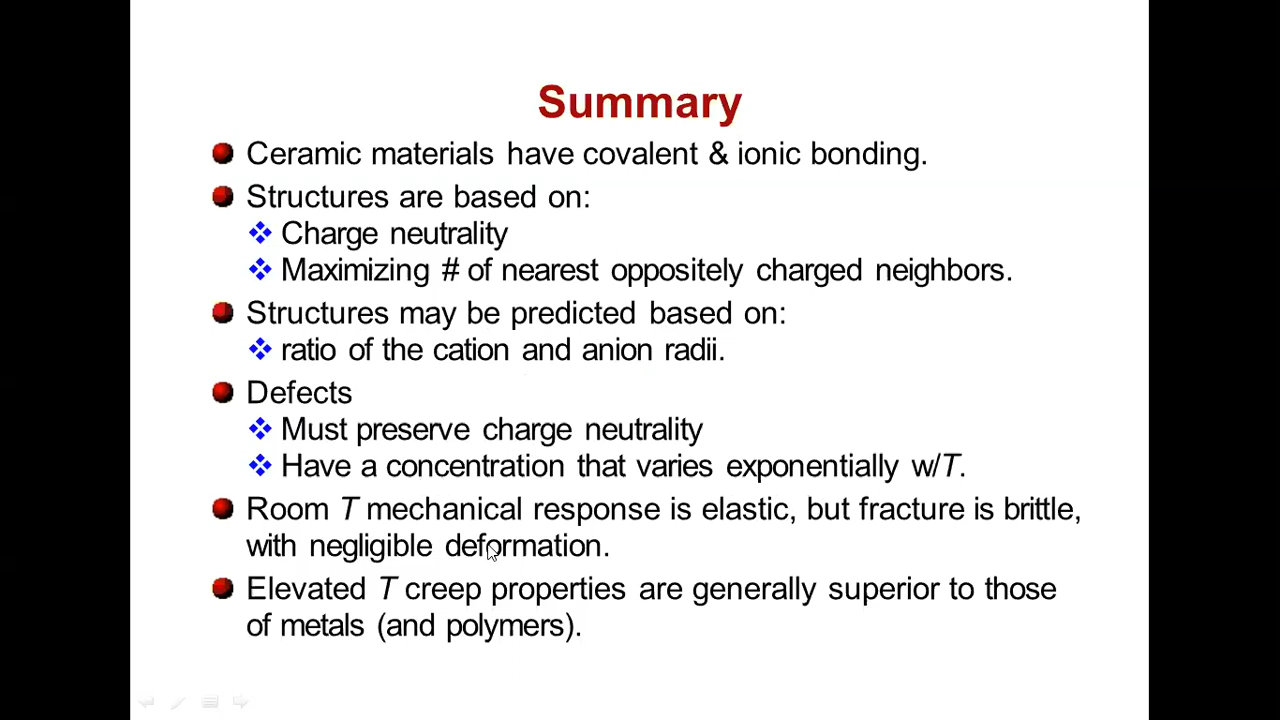 Summary
Ceramic materials have covalent & ionic bonding.
Structures are based on:
Charge neutrality
Maximizing # of nearest oppositely charged neighbors.
Structures may be predicted based on:
ratio of the cation and anion radii.
Defects
Must preserve charge neutrality
Have a concentration that varies exponentially w/T.
Room T mechanical response is elastic, but fracture is brittle,
with negligible deformation.
Elevated T creep properties are generally superior to those
of metals (and polymers).